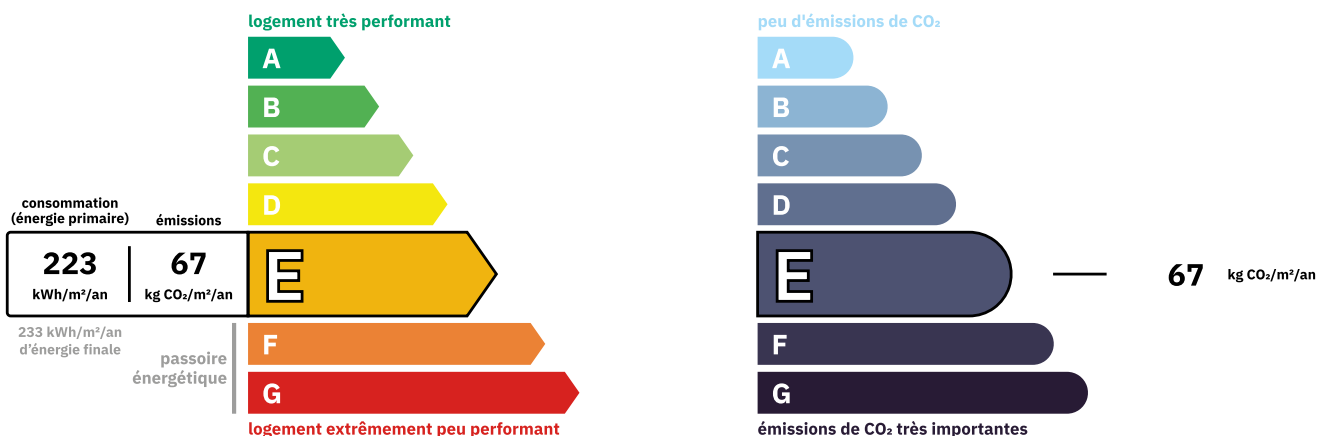 logement très performant
A
B
C
D
consommation
(énergie primaire)
émissions
223
kWh/m²/an
67
kg CO₂/m²/an
E
233 kWh/m²/an
d'énergie finale
passoire
énergétique
F
G
logement extrêmement peu performant
peu d'émissions de CO₂
A
B
C
D
E
67
kg CO₂/m²/an
F
G
émissions de CO₂ très importantes